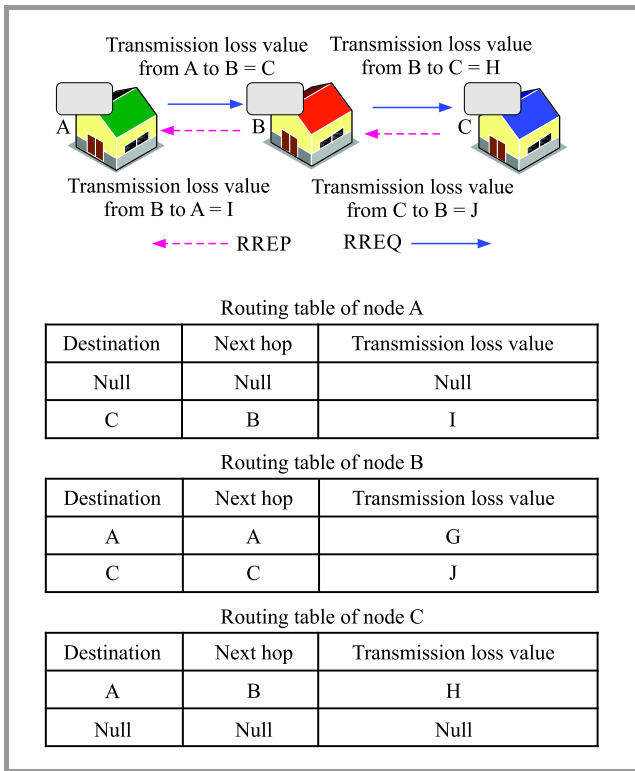 Transmission loss value
from A to B = C
Transmission loss value
from B to C = H
A
B
C
Transmission loss value
from B to A = I
Transmission loss value
from C to B = J
RREP
RREQ
Routing table of node A
Destination Next hop Transmission loss value
Null Null Null
C B I
Routing table of node B
Destination Next hop Transmission loss value
A A G
C C J
Routing table of node C
Destination Next hop Transmission loss value
A B H
Null Null Null